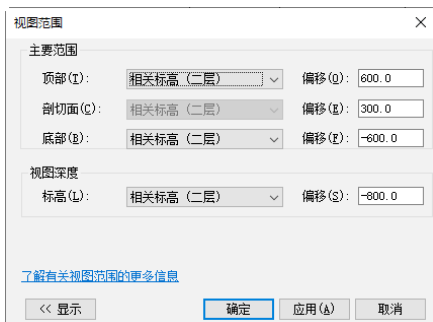 视图范围
主要范围
顶部(T): 相关标高 (二层) 偏移(O): 600.0
剖切面(C): 相关标高 (二层) 偏移(E): 300.0
底部(B): 相关标高 (二层) 偏移(F): -600.0
视图深度
标高(L): 相关标高 (二层) 偏移(S): -800.0
了解有关视图范围的更多信息
<< 显示 确定 应用(A) 取消